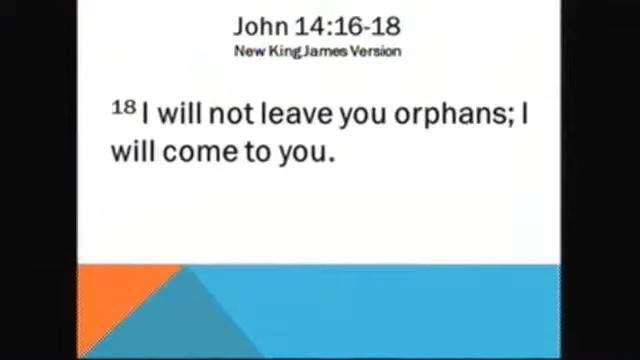 John 14:16-18
New King James Version
18 I will not leave you orphans; I
will come to you.